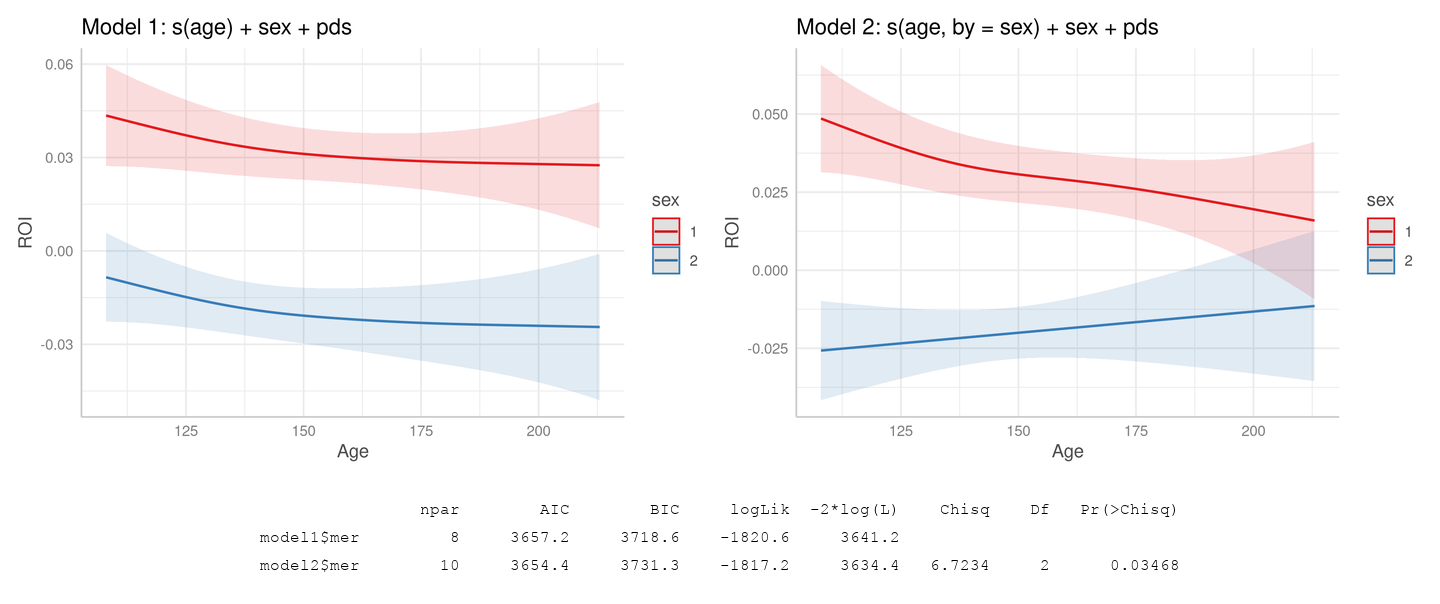 Model 1: s(age) + sex + pds
0.06
0.03
0.00
-0.03
ROI
125 150 175 200
Age
sex
1
2
Model 2: s(age, by = sex) + sex + pds
0.050
0.025
0.000
-0.025
ROI
125 150 175 200
Age
sex
1
2
npar AIC BIC logLik -2*log(L) Chisq Df Pr(>Chisq)
model1$mer 8 3657.2 3718.6 -1820.6 3641.2
model2$mer 10 3654.4 3731.3 -1817.2 3634.4 6.7234 2 0.03468